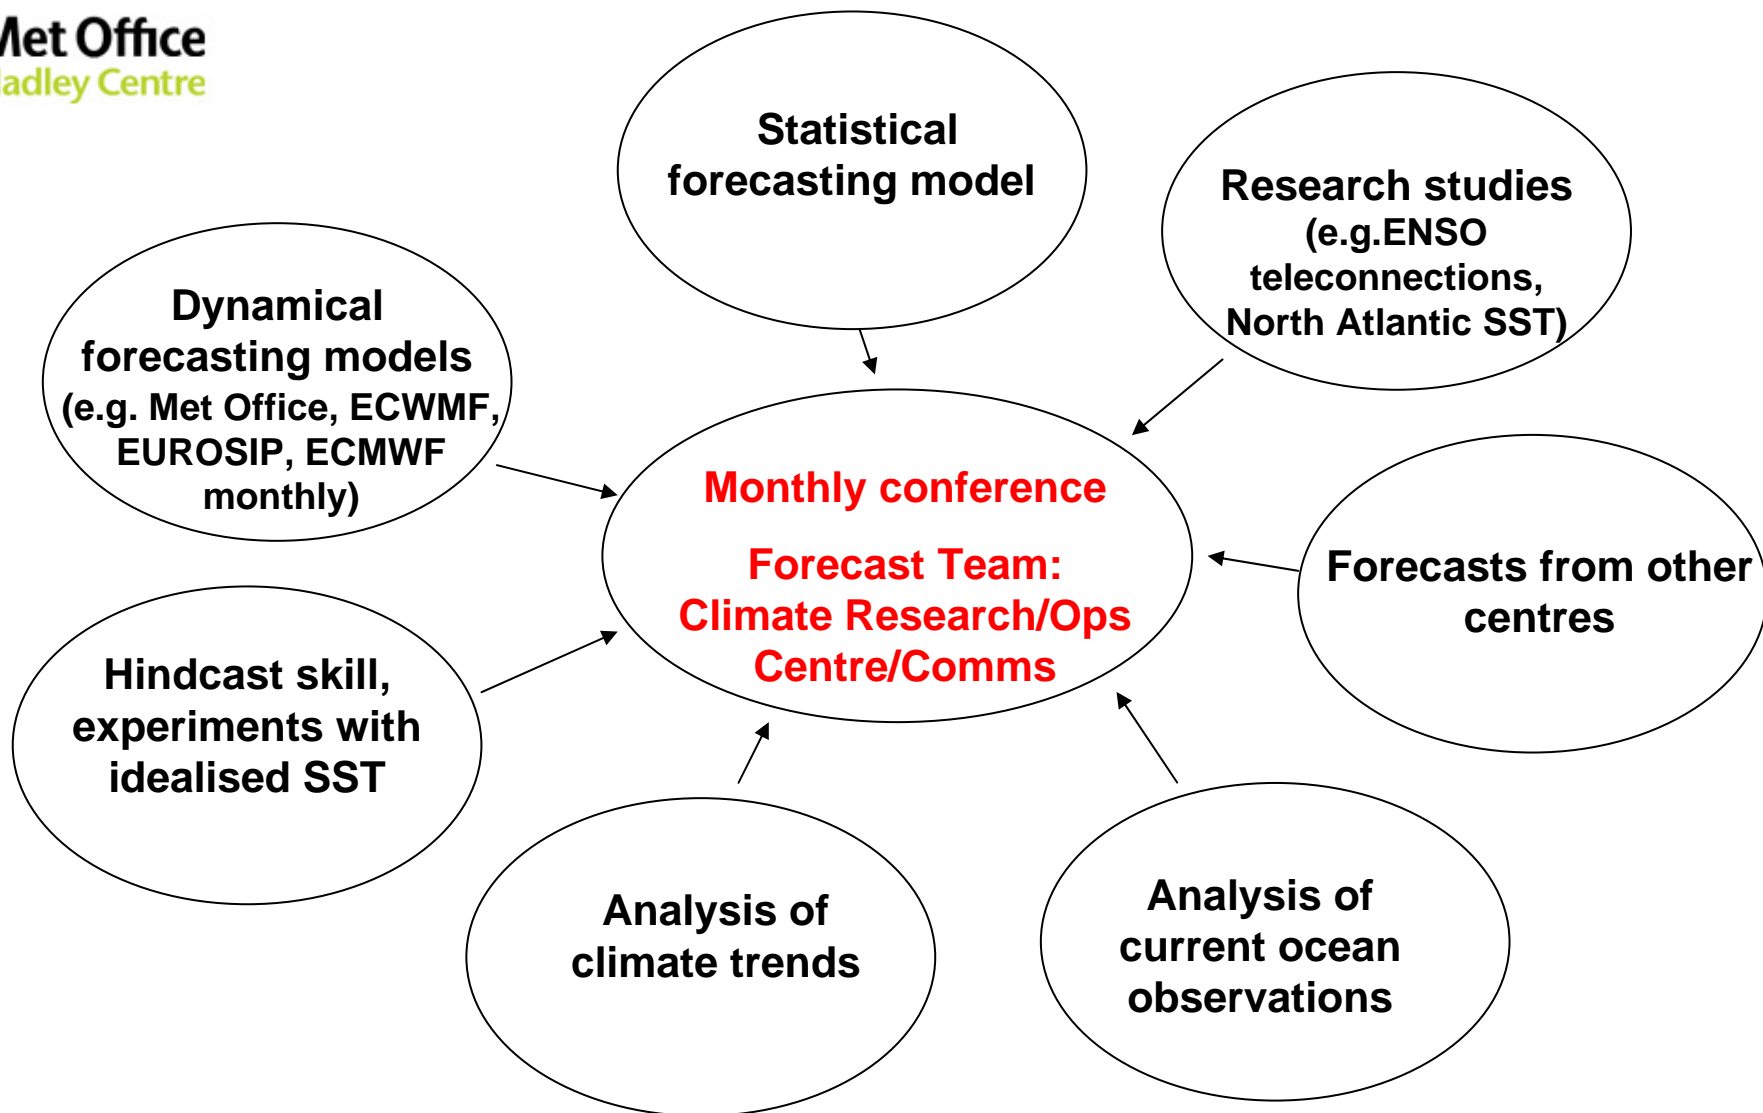 Met Office
Hadley Centre
Statistical
forecasting model
Research studies
(e.g.ENSO
teleconnections,
North Atlantic SST)
Dynamical
forecasting models
(e.g. Met Office, ECWMF,
EUROSIP, ECMWF
monthly)
Monthly conference
Forecast Team:
Climate Research/Ops
Centre/Comms
Forecasts from other
centres
Hindcast skill,
experiments with
idealised SST
Analysis of
climate trends
Analysis of
current ocean
observations